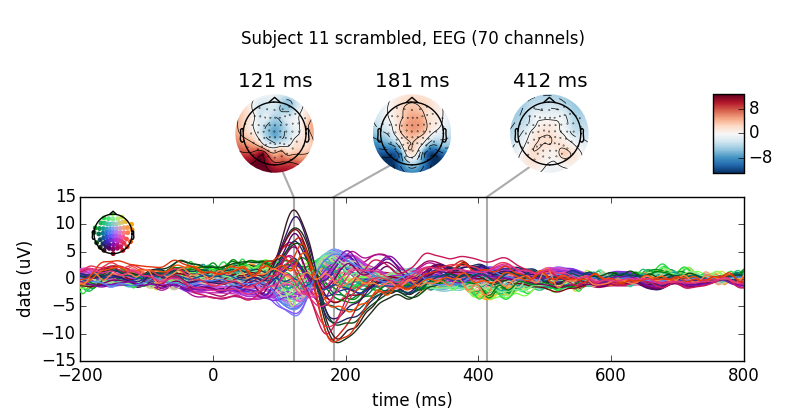 Subject 11 scrambled, EEG (70 channels)
121 ms 181 ms 412 ms
8
0
−8
15
10
5
0
−5
−10
−15
data (uV)
−200 0 200 400 600 800
time (ms)